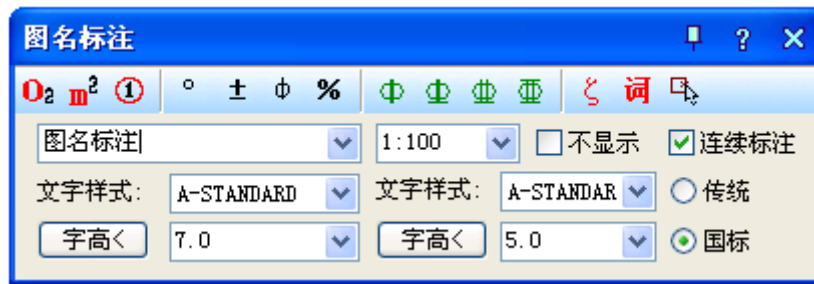 图名标注
O₂ m² ① ° ± ϕ % ζ 词
图名标注 1:100 不显示 连续标注
文字样式: A-STANDARD 文字样式: A-STANDAR 传统
字高< 7.0 字高< 5.0 国标